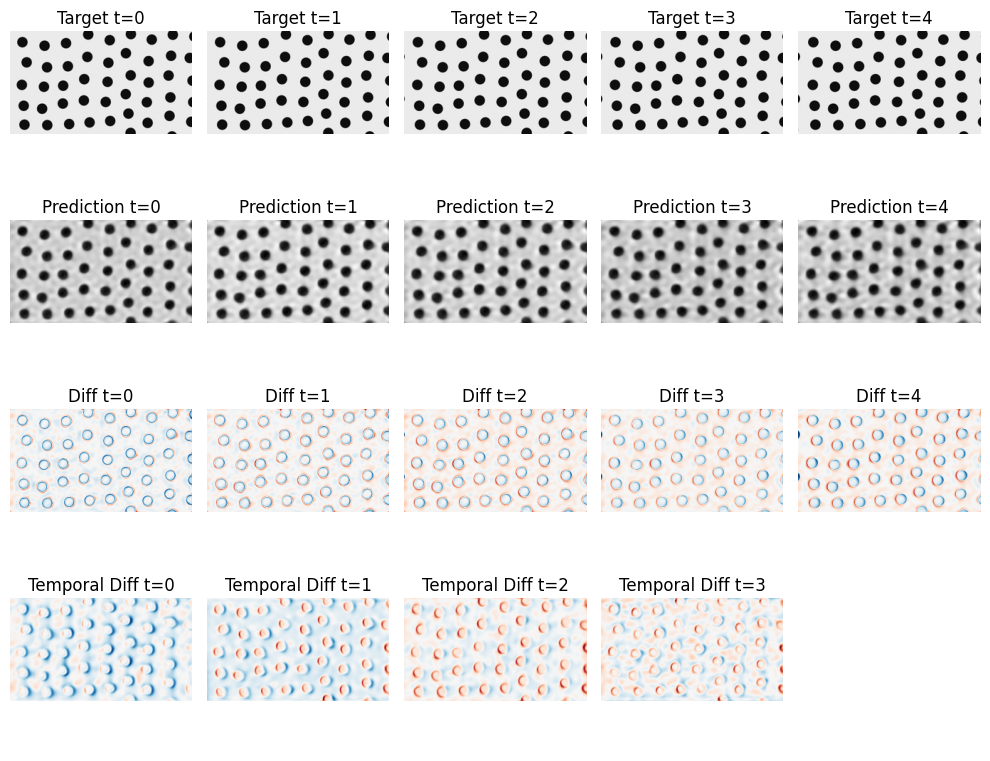 Target t=0 Target t=1 Target t=2 Target t=3 Target t=4
Prediction t=0 Prediction t=1 Prediction t=2 Prediction t=3 Prediction t=4
Diff t=0 Diff t=1 Diff t=2 Diff t=3 Diff t=4
Temporal Diff t=0 Temporal Diff t=1 Temporal Diff t=2 Temporal Diff t=3